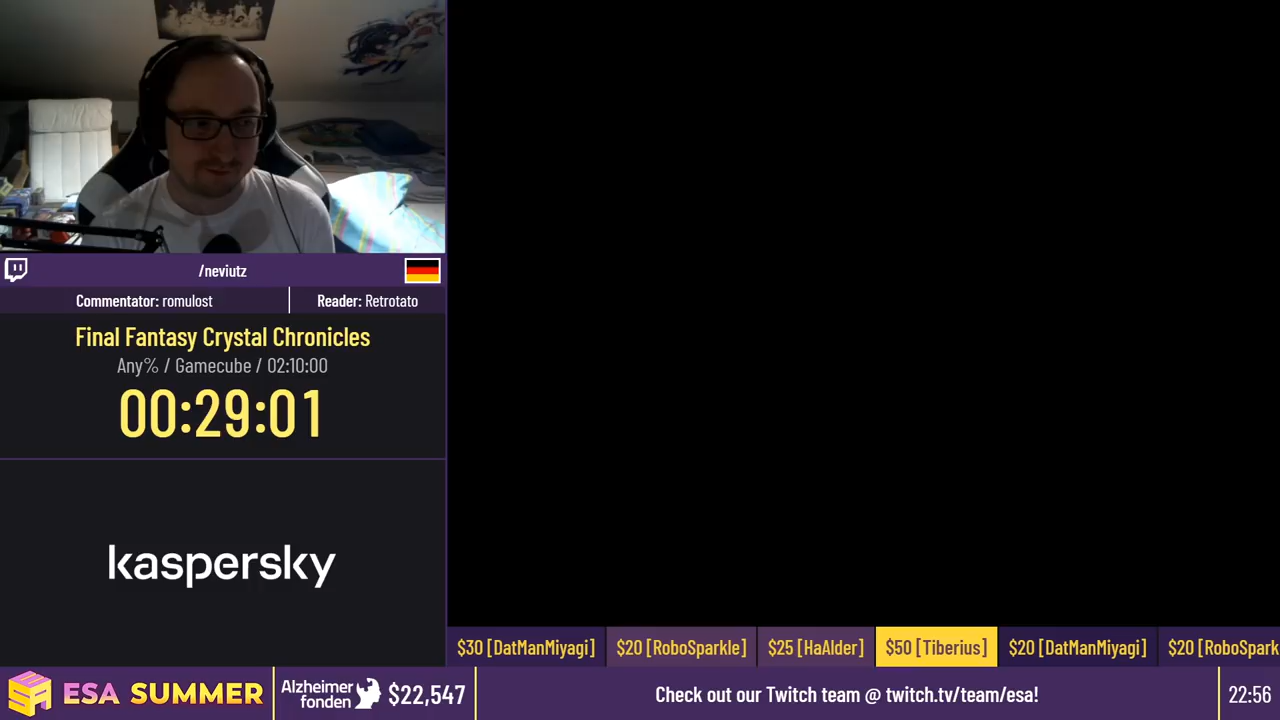 /neviutz
Commentator: romulost
Reader: Retrotato
Final Fantasy Crystal Chronicles
Any% / Gamecube / 02:10:00
00:29:01
kaspersky
$30 [DatManMiyagi] $20 [RoboSparkle] $25 [HaAlder] $50 [Tiberius] $20 [DatManMiyagi] $20 [RoboSpark
ESA SUMMER
Alzheimer
fonden
$22,547
Check out our Twitch team @ twitch.tv/team/esa!
22:56